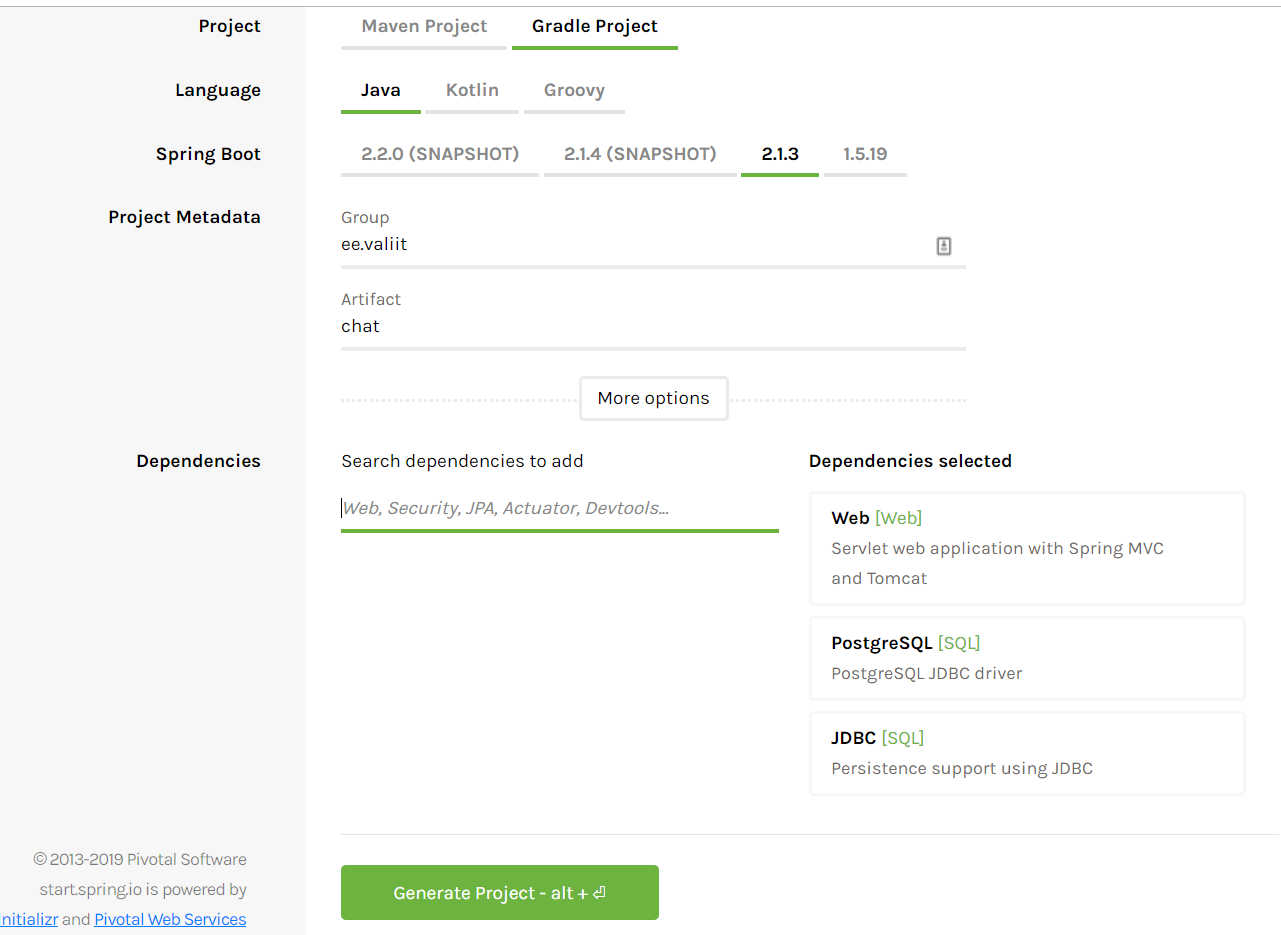 Project
Maven Project Gradle Project
Language
Java Kotlin Groovy
Spring Boot
2.2.0 (SNAPSHOT) 2.1.4 (SNAPSHOT) 2.1.3 1.5.19
Project Metadata
Group
ee.valiit
Artifact
chat
More options
Dependencies
Search dependencies to add
Web, Security, JPA, Actuator, Devtools...
Dependencies selected
Web [Web]
Servlet web application with Spring MVC
and Tomcat
PostgreSQL [SQL]
PostgreSQL JDBC driver
JDBC [SQL]
Persistence support using JDBC
© 2013-2019 Pivotal Software
start.spring.io is powered by
nitializr and Pivotal Web Services
Generate Project - alt + ⏎